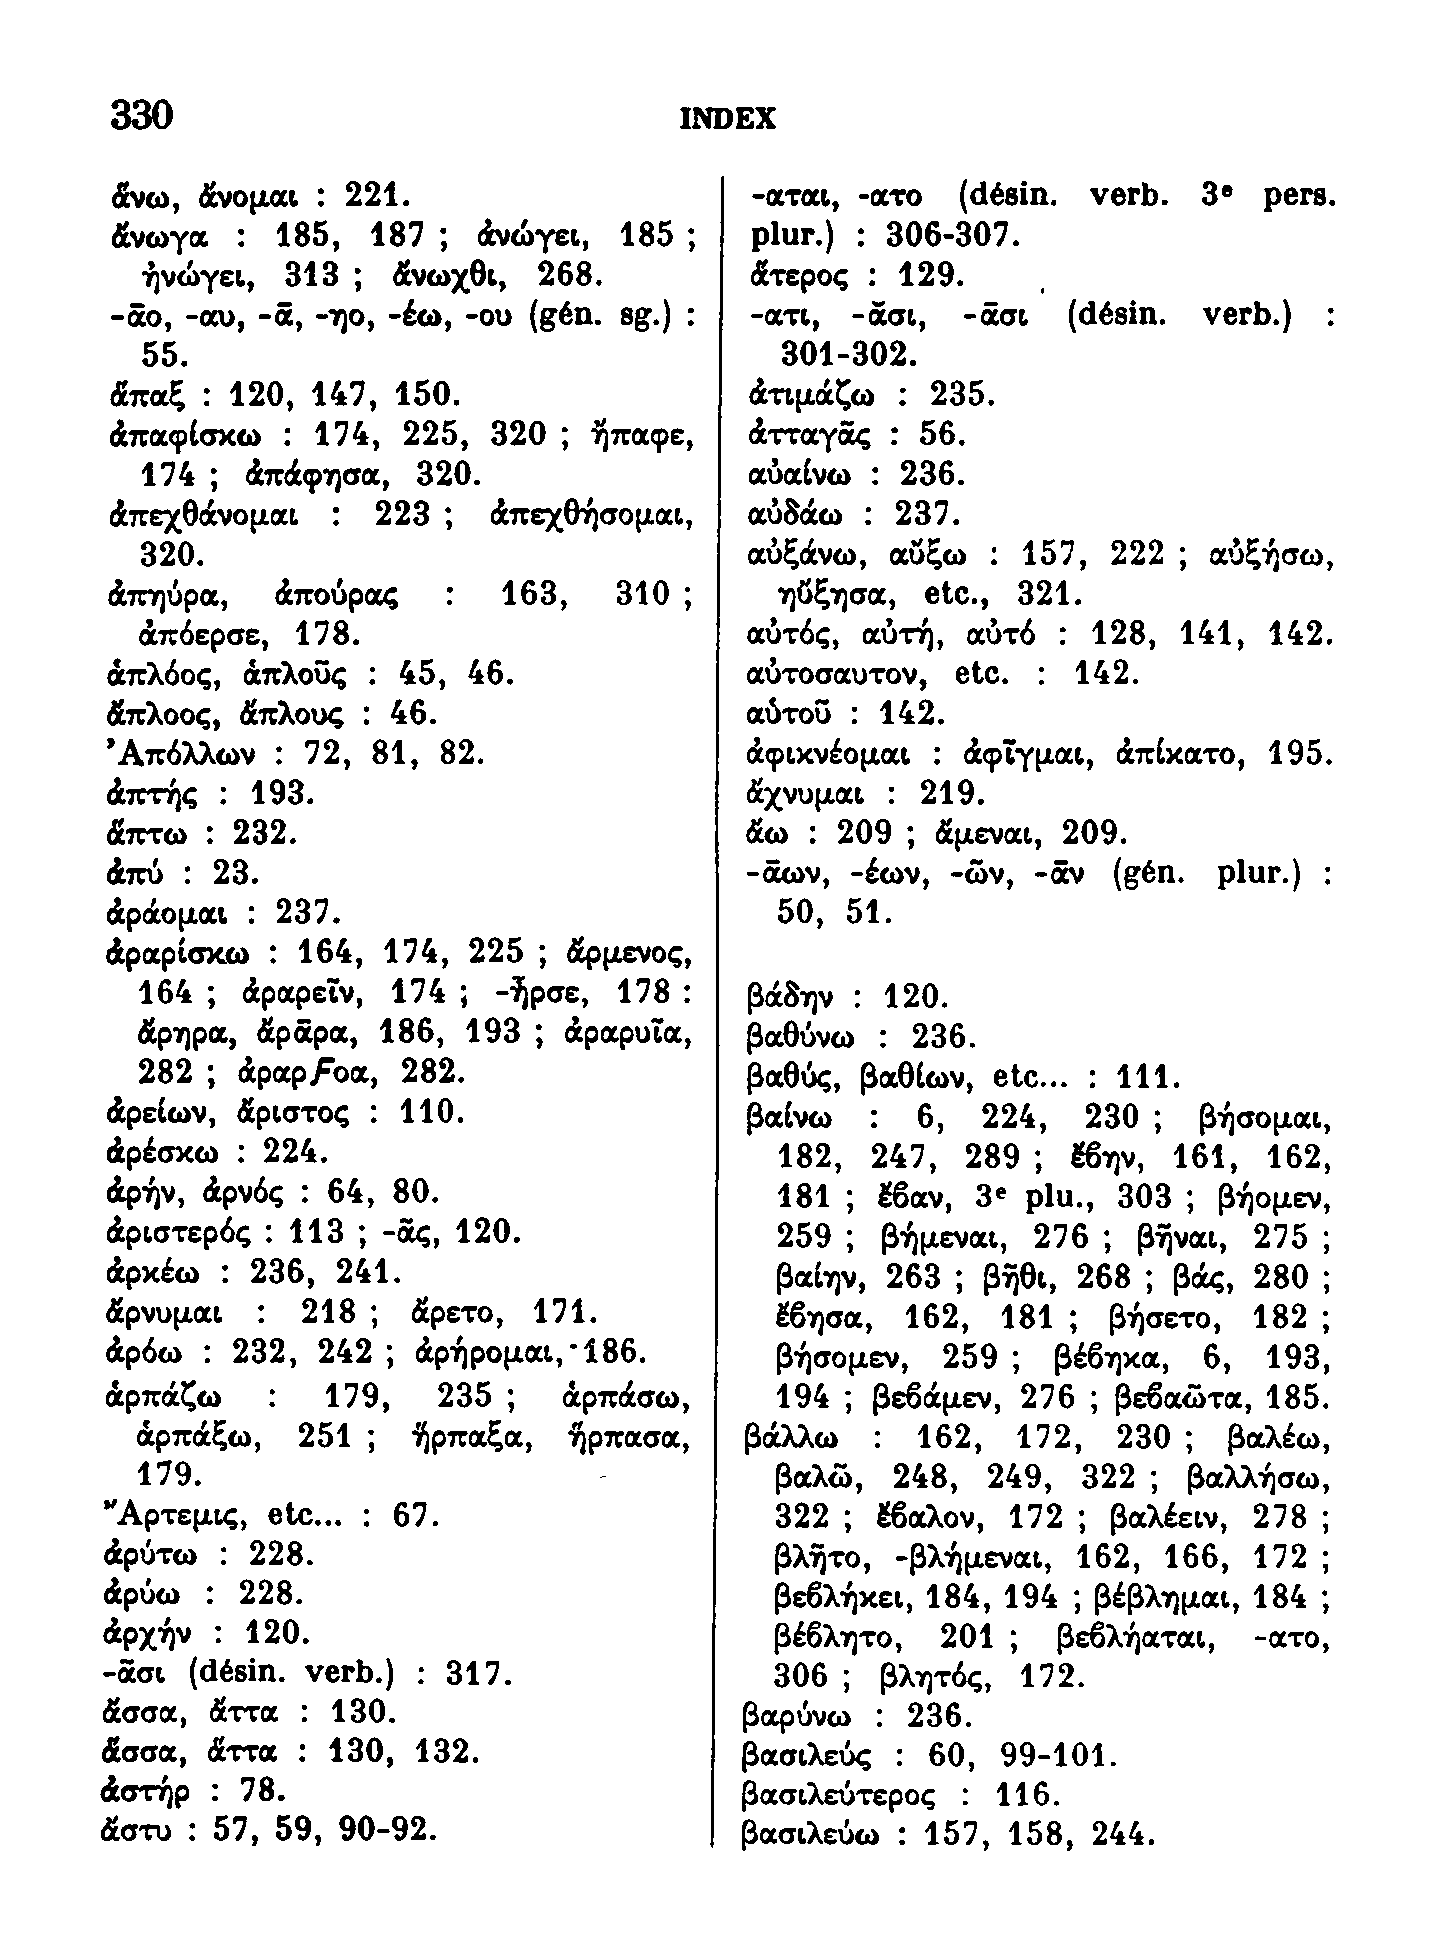 330
INDEX
ἄνω, ἄνομαι : 221.
ἄνωγα : 185, 187 ; ἀνώγει, 185 ;
ἠνώγει, 313 ; ἄνωχθι, 268.
-ᾱο, -αυ, -ᾱ, -ηο, -έω, -ου (gén. sg.) :
55.
ἅπαξ : 120, 147, 150.
ἀπαφίσκω : 174, 225, 320 ; ἤπαφε,
174 ; ἀπάφησα, 320.
ἀπεχθάνομαι : 223 ; ἀπεχθήσομαι,
320.
ἀπηύρα, ἀπούρας : 163, 310 ;
ἀπόερσε, 178.
ἁπλόος, ἁπλοῦς : 45, 46.
ἄπλοος, ἄπλους : 46.
Ἀπόλλων : 72, 81, 82.
ἀπτής : 193.
ἅπτω : 232.
ἀπύ : 23.
ἀράομαι : 237.
ἀραρίσκω : 164, 174, 225 ; ἄρμενος,
164 ; ἀραρεῖν, 174 ; -ῆρσε, 178 :
ἄρηρα, ἄρᾱρα, 186, 193 ; ἀραρυῖα,
282 ; ἀραρϜοα, 282.
ἀρείων, ἄριστος : 110.
ἀρέσκω : 224.
ἀρήν, ἀρνός : 64, 80.
ἀριστερός : 113 ; -ᾶς, 120.
ἀρκέω : 236, 241.
ἄρνυμαι : 218 ; ἄρετο, 171.
ἀρόω : 232, 242 ; ἀρήρομαι, 186.
ἁρπάζω : 179, 235 ; ἁρπάσω,
ἁρπάξω, 251 ; ἥρπαξα, ἥρπασα,
179.
Ἄρτεμις, etc... : 67.
ἀρύτω : 228.
ἀρύω : 228.
ἀρχήν : 120.
-ᾶσι (désin. verb.) : 317.
ἄσσα, ἄττα : 130.
ἅσσα, ἅττα : 130, 132.
ἀστήρ : 78.
ἄστυ : 57, 59, 90-92.
-αται, -ατο (désin. verb. 3e pers.
plur.) : 306-307.
ἅτερος : 129.
-ατι, -ᾰσι, -ᾱσι (désin. verb.) :
301-302.
ἀτιμάζω : 235.
ἀτταγᾶς : 56.
αὐαίνω : 236.
αὐδάω : 237.
αὐξάνω, αὔξω : 157, 222 ; αὐξήσω,
ηὔξησα, etc., 321.
αὐτός, αὐτή, αὐτό : 128, 141, 142.
αὐτοσαυτον, etc. : 142.
αὑτοῦ : 142.
ἀφικνέομαι : ἀφῖγμαι, ἀπίκατο, 195.
ἄχνυμαι : 219.
ἄω : 209 ; ἄμεναι, 209.
-ᾱων, -έων, -ῶν, -ᾶν (gén. plur.) :
50, 51.
βάδην : 120.
βαθύνω : 236.
βαθύς, βαθίων, etc... : 111.
βαίνω : 6, 224, 230 ; βήσομαι,
182, 247, 289 ; ἔϐην, 161, 162,
181 ; ἔϐαν, 3e plu., 303 ; βήομεν,
259 ; βήμεναι, 276 ; βῆναι, 275 ;
βαίην, 263 ; βῆθι, 268 ; βάς, 280 ;
ἔϐησα, 162, 181 ; βήσετο, 182 ;
βήσομεν, 259 ; βέϐηκα, 6, 193,
194 ; βεϐάμεν, 276 ; βεϐαῶτα, 185.
βάλλω : 162, 172, 230 ; βαλέω,
βαλῶ, 248, 249, 322 ; βαλλήσω,
322 ; ἔϐαλον, 172 ; βαλέειν, 278 ;
βλῆτο, -βλήμεναι, 162, 166, 172 ;
βεϐλήκει, 184, 194 ; βέβλημαι, 184 ;
βέϐλητο, 201 ; βεϐλήαται, -ατο,
306 ; βλητός, 172.
βαρύνω : 236.
βασιλεύς : 60, 99-101.
βασιλεύτερος : 116.
βασιλεύω : 157, 158, 244.